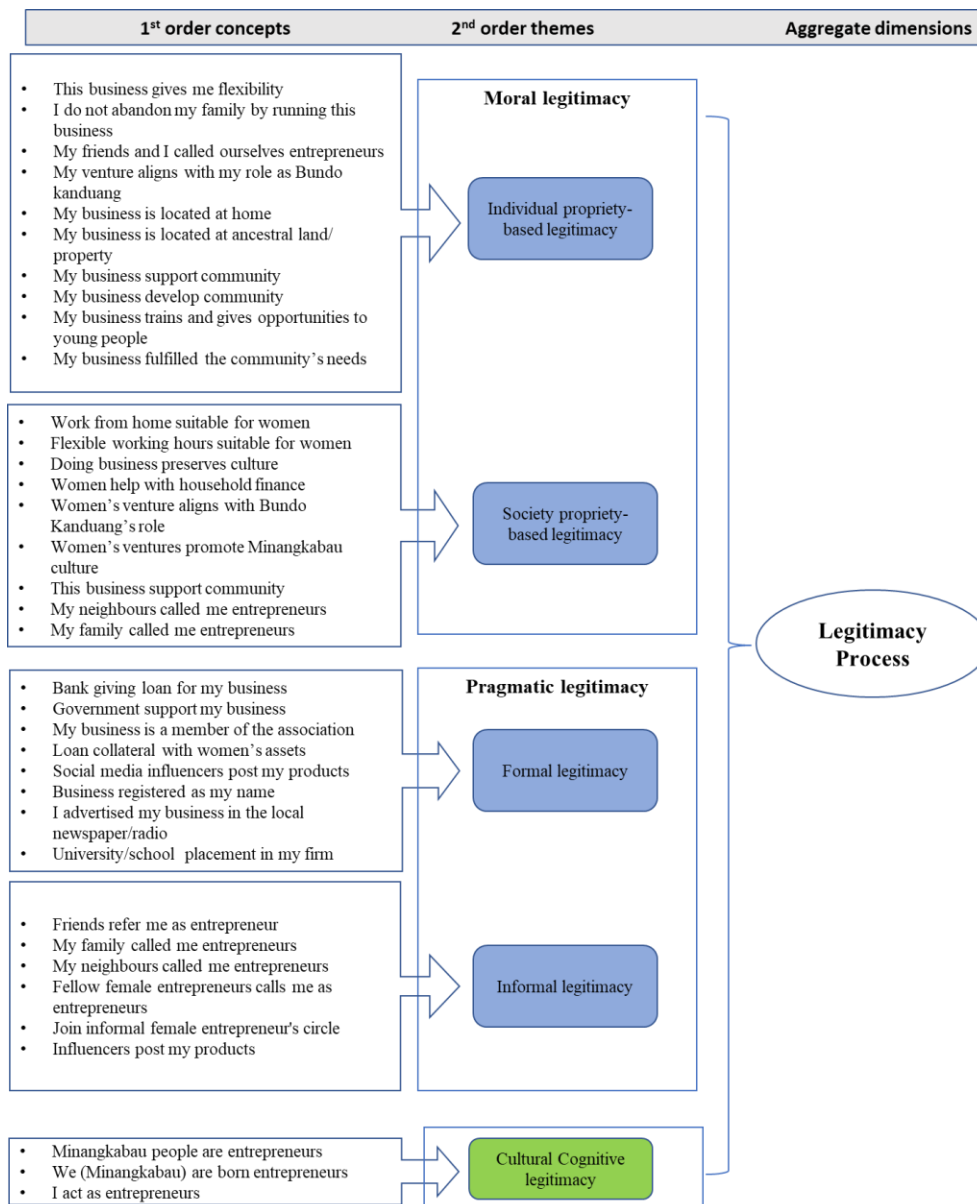 1st order concepts 2nd order themes Aggregate dimensions
• This business gives me flexibility
• I do not abandon my family by running this
business
• My friends and I called ourselves entrepreneurs
• My venture aligns with my role as Bundo
kanduang
• My business is located at home
• My business is located at ancestral land/
property
• My business support community
• My business develop community
• My business trains and gives opportunities to
young people
• My business fulfilled the community's needs
Moral legitimacy
Individual propriety-
based legitimacy
• Work from home suitable for women
• Flexible working hours suitable for women
• Doing business preserves culture
• Women help with household finance
• Women's venture aligns with Bundo
Kanduang's role
• Women's ventures promote Minangkabau
culture
• This business support community
• My neighbours called me entrepreneurs
• My family called me entrepreneurs
Society propriety-
based legitimacy
Legitimacy
Process
• Bank giving loan for my business
• Government support my business
• My business is a member of the association
• Loan collateral with women's assets
• Social media influencers post my products
• Business registered as my name
• I advertised my business in the local
newspaper/radio
• University/school placement in my firm
Pragmatic legitimacy
Formal legitimacy
• Friends refer me as entrepreneur
• My family called me entrepreneurs
• My neighbours called me entrepreneurs
• Fellow female entrepreneurs calls me as
entrepreneurs
• Join informal female entrepreneur's circle
• Influencers post my products
Informal legitimacy
• Minangkabau people are entrepreneurs
• We (Minangkabau) are born entrepreneurs
• I act as entrepreneurs
Cultural Cognitive
legitimacy